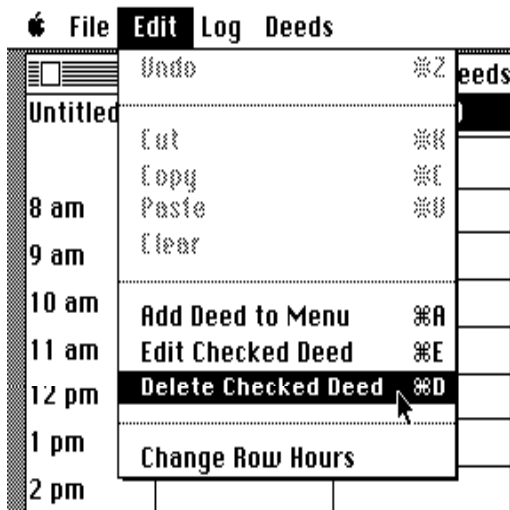 File Edit Log Deeds
eeds
Untitled
Undo ⌘Z
Cut ⌘X
Copy ⌘C
Paste ⌘V
Clear
Add Deed to Menu ⌘A
Edit Checked Deed ⌘E
Delete Checked Deed ⌘D
Change Row Hours
8 am
9 am
10 am
11 am
12 pm
1 pm
2 pm